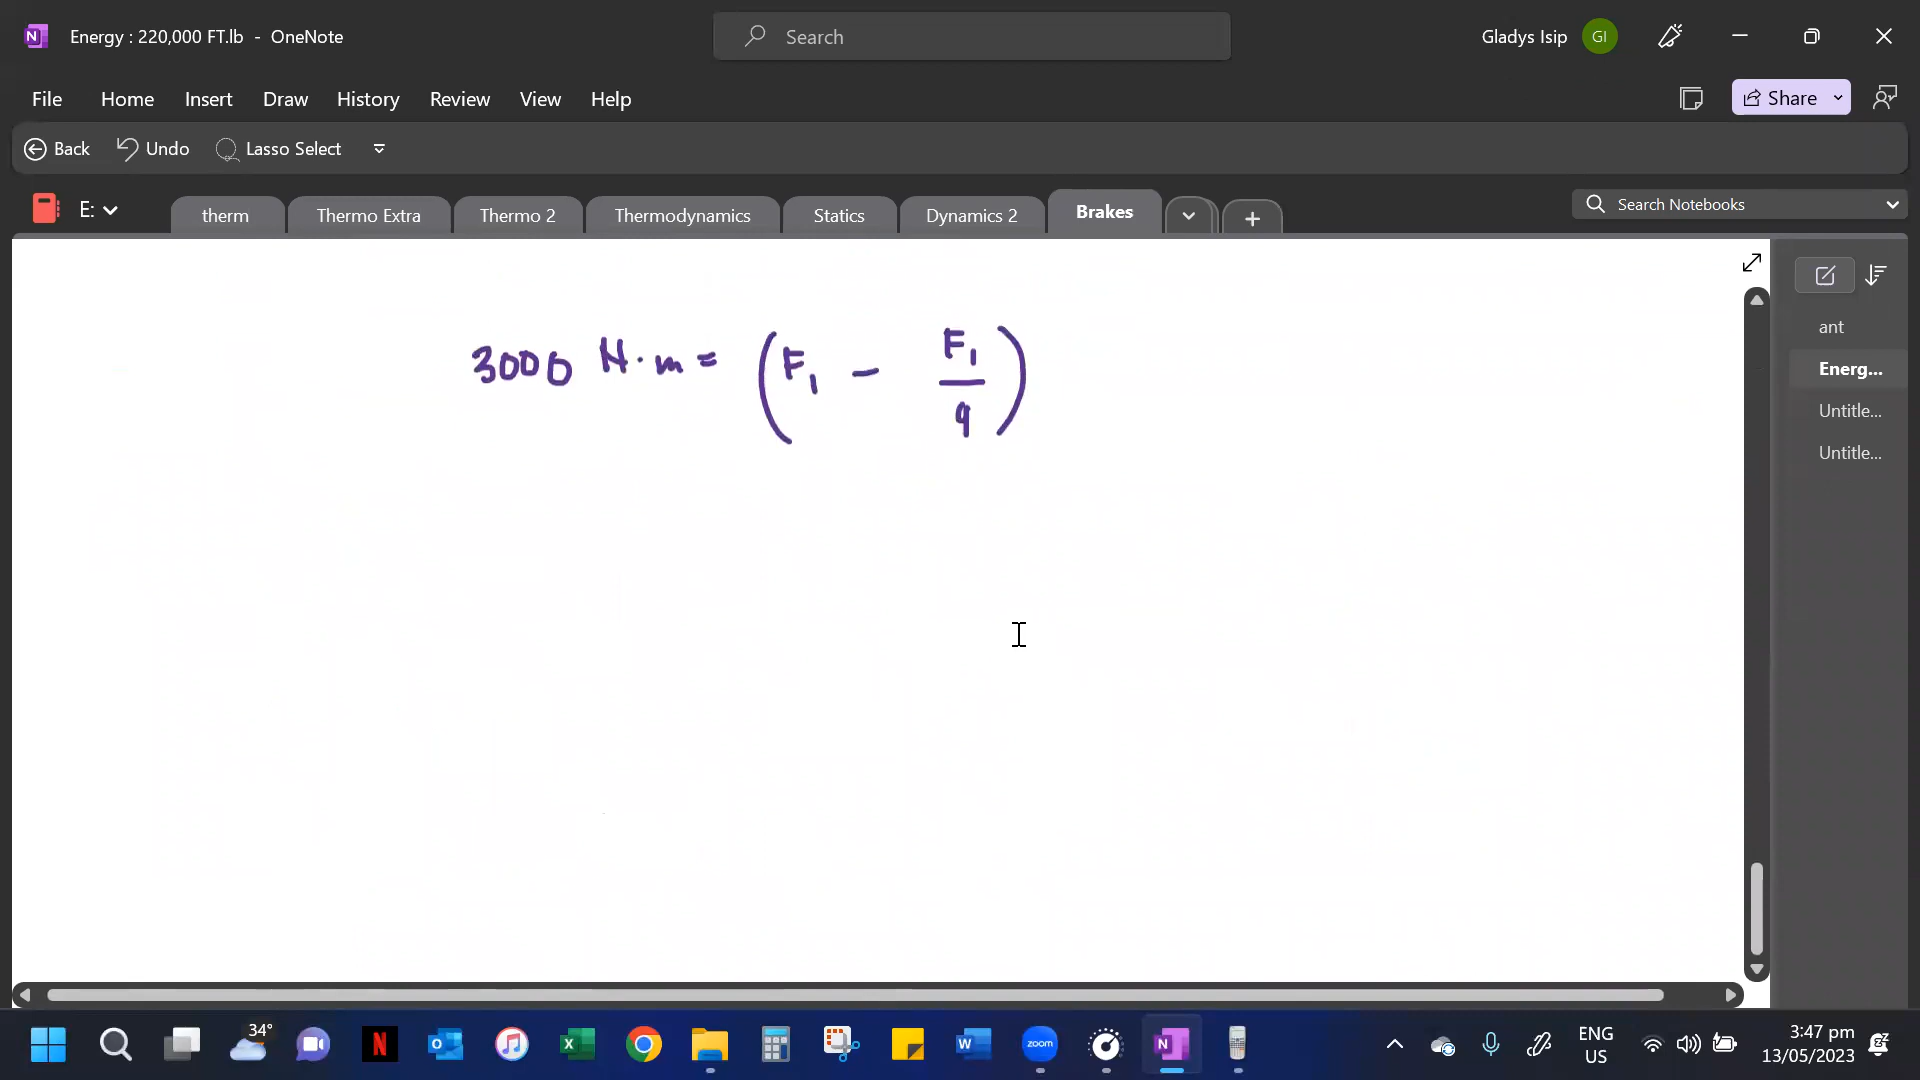 Energy : 220,000 FT.lb - OneNote
Search
Gladys Isip GI
File Home Insert Draw History Review View Help
Share
Back Undo Lasso Select
E: therm Thermo Extra Thermo 2 Thermodynamics Statics Dynamics 2 Brakes +
Search Notebooks
ant
Energ...
Untitle...
Untitle...
3000 N·m = (F₁ - F₁/9)
34°
zoom
ENG
US
3:47 pm
13/05/2023